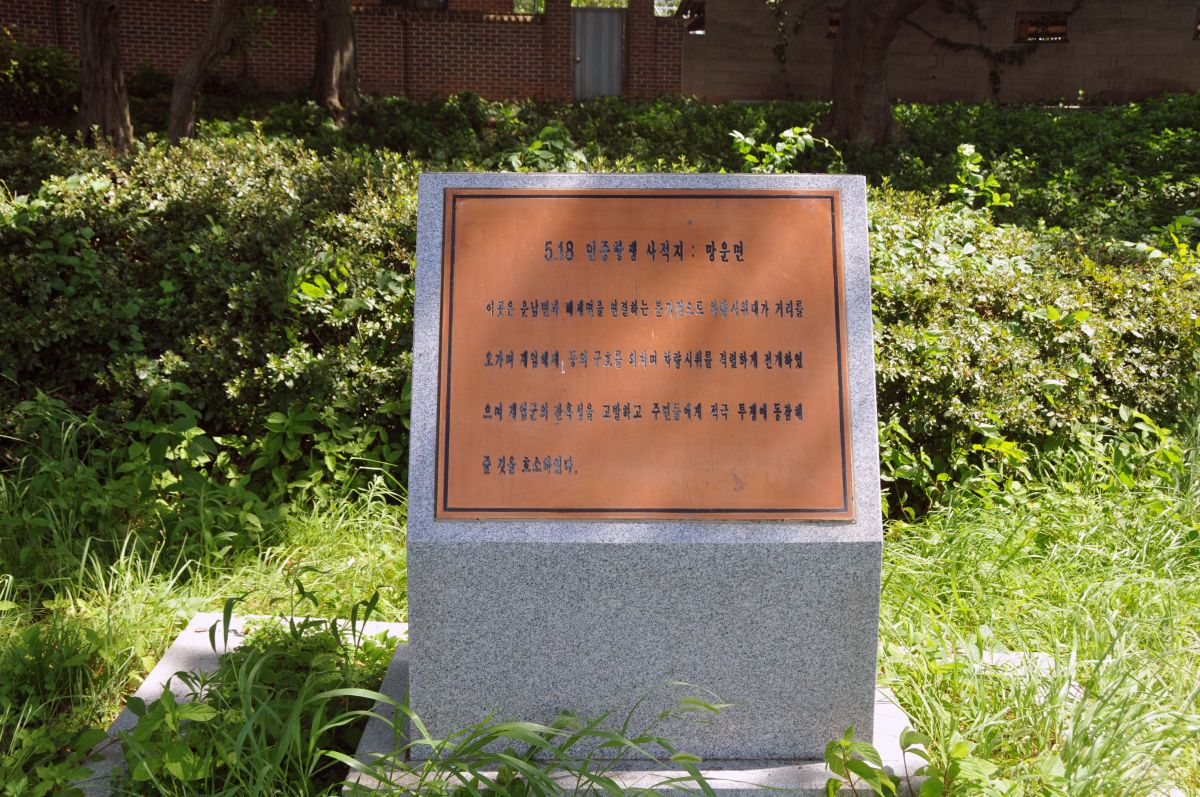 5.18 민중항쟁 사적지 : 망운면
이곳은 운남면과 해제면을 연결하는 분기점으로 차량시위대가 거리를
오가며 계엄해제, 등의 구호를 외치며 차량시위를 격렬하게 전개하였
으며 계엄군의 잔혹상을 고발하고 주민들에게 적극 투쟁에 동참해
줄 것을 호소하였다.